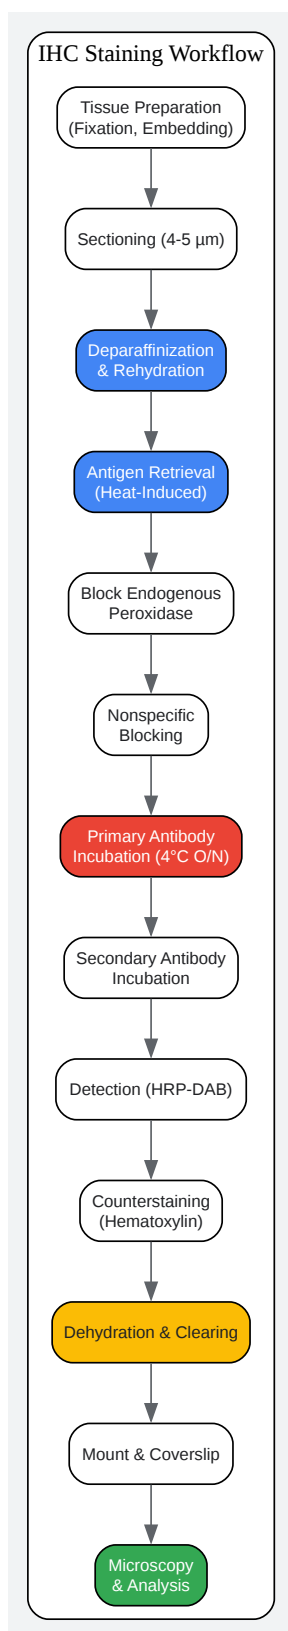 IHC Staining Workflow
Tissue Preparation
(Fixation, Embedding)
Sectioning (4-5 µm)
Deparaffinization
& Rehydration
Antigen Retrieval
(Heat-Induced)
Block Endogenous
Peroxidase
Nonspecific
Blocking
Primary Antibody
Incubation (4°C O/N)
Secondary Antibody
Incubation
Detection (HRP-DAB)
Counterstaining
(Hematoxylin)
Dehydration & Clearing
Mount & Coverslip
Microscopy
& Analysis